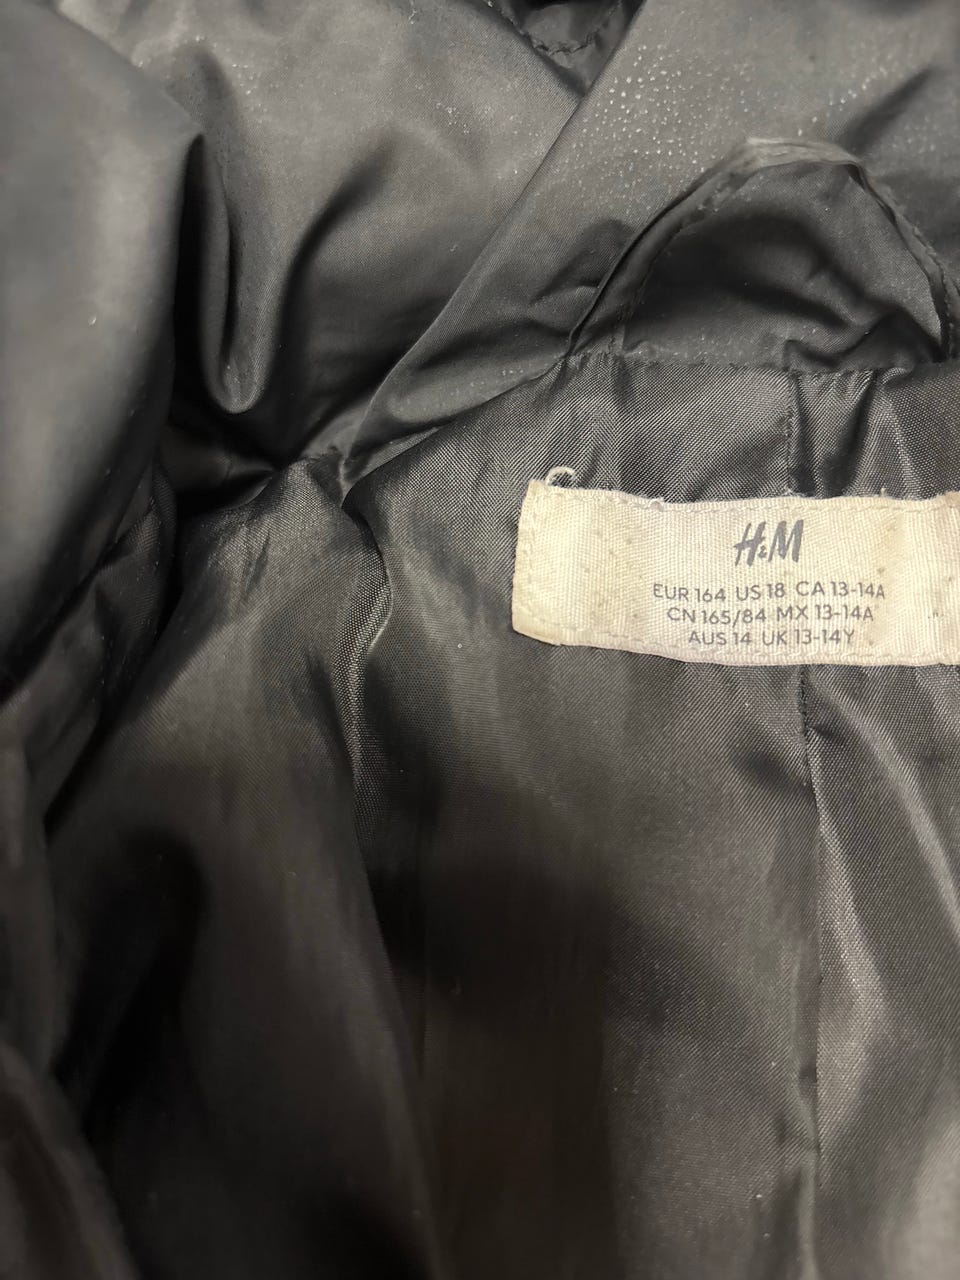 H&M
EUR 164 US 18 CA 13-14A
CN 165/84 MX 13-14A
AUS 14 UK 13-14Y